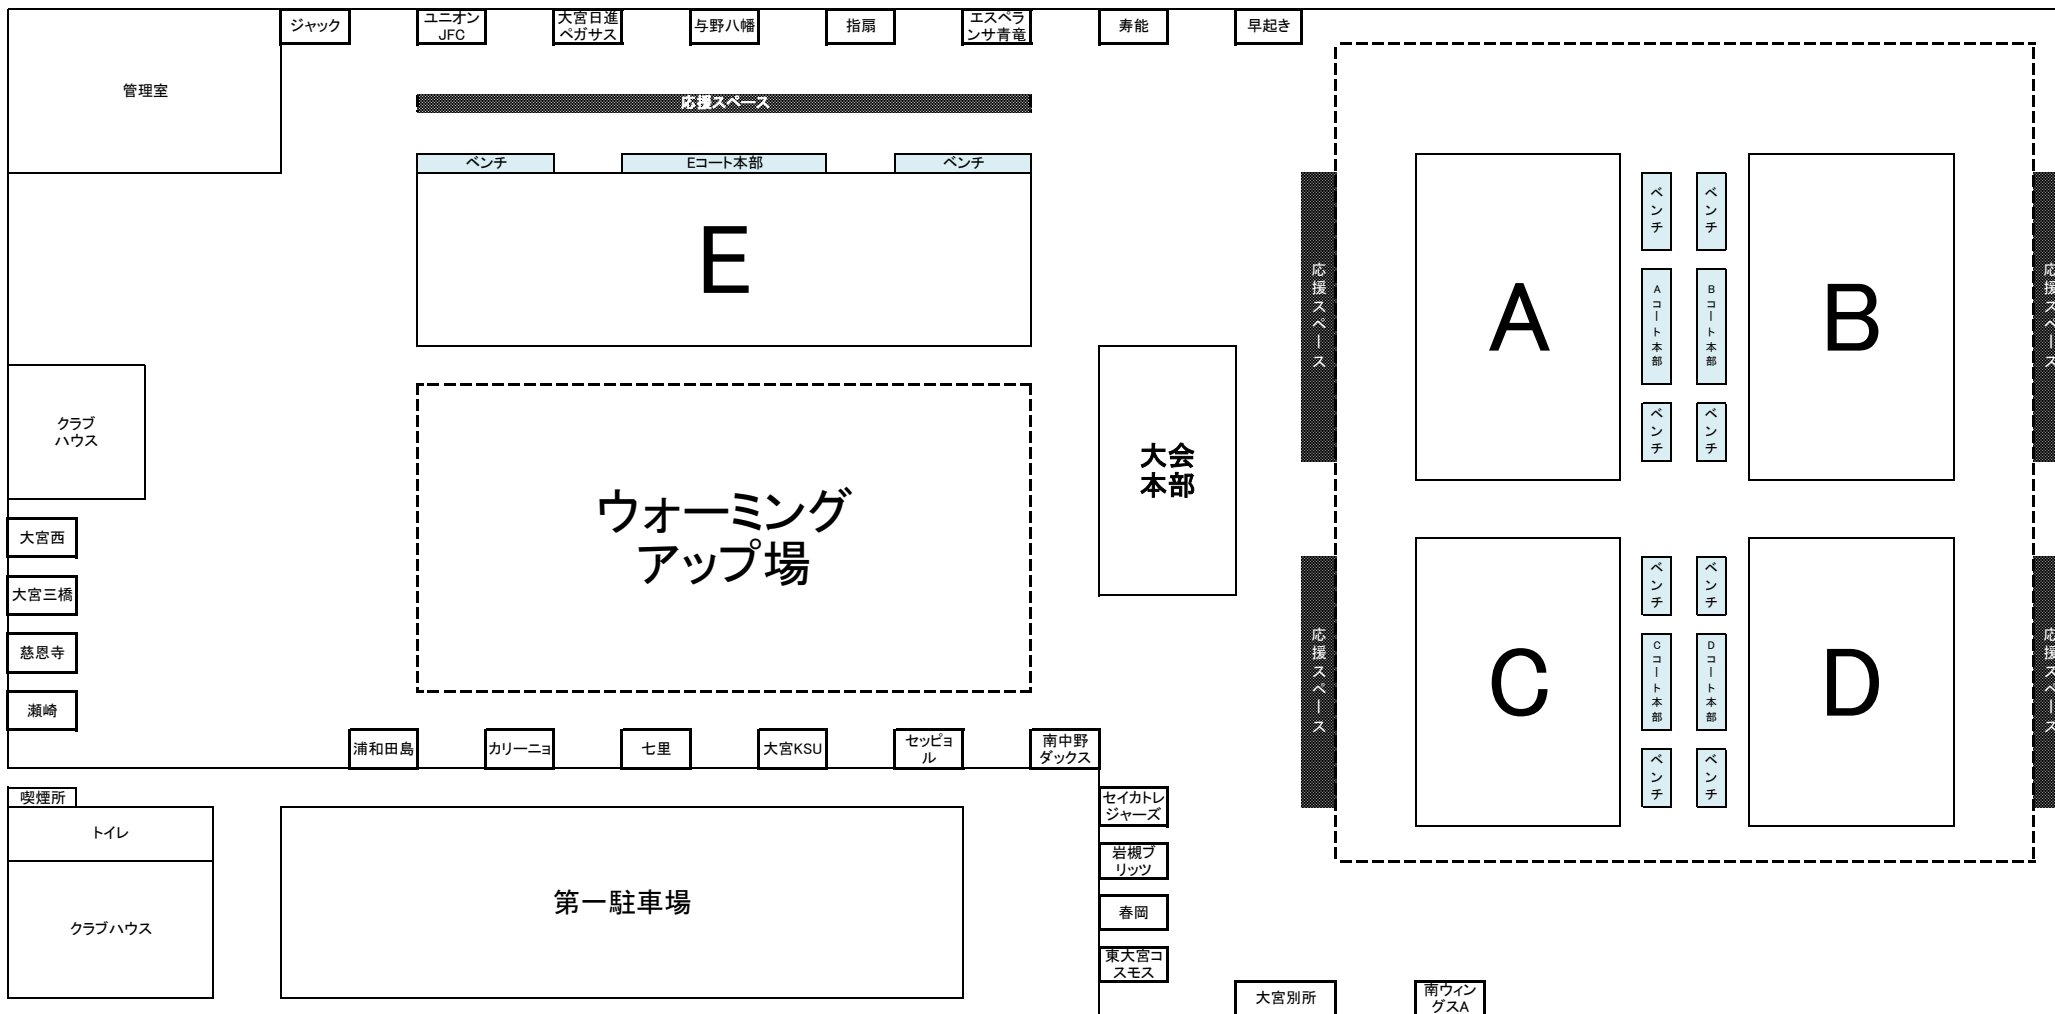 ジャック
ユニオン
JFC
大宮日進
ペガサス
与野八幡
指扇
エスペラ
ンサ青竜
寿能
早起き
管理室
応援スペース
ベンチ
Eコート本部
ベンチ
E
A
B
ベンチ
ベンチ
Aコート本部
Bコート本部
ベンチ
ベンチ
応援スペース
応援スペース
クラブ
ハウス
大会
本部
ウォーミング
アップ場
大宮西
大宮三橋
慈恩寺
瀬崎
C
D
ベンチ
ベンチ
Cコート本部
Dコート本部
ベンチ
ベンチ
応援スペース
応援スペース
浦和田島
カリーニョ
七里
大宮KSU
セッピョ
ル
南中野
ダックス
喫煙所
トイレ
クラブハウス
第一駐車場
セイカトレ
ジャーズ
岩槻ブ
リッツ
春岡
東大宮コ
スモス
大宮別所
南ウィン
グスA